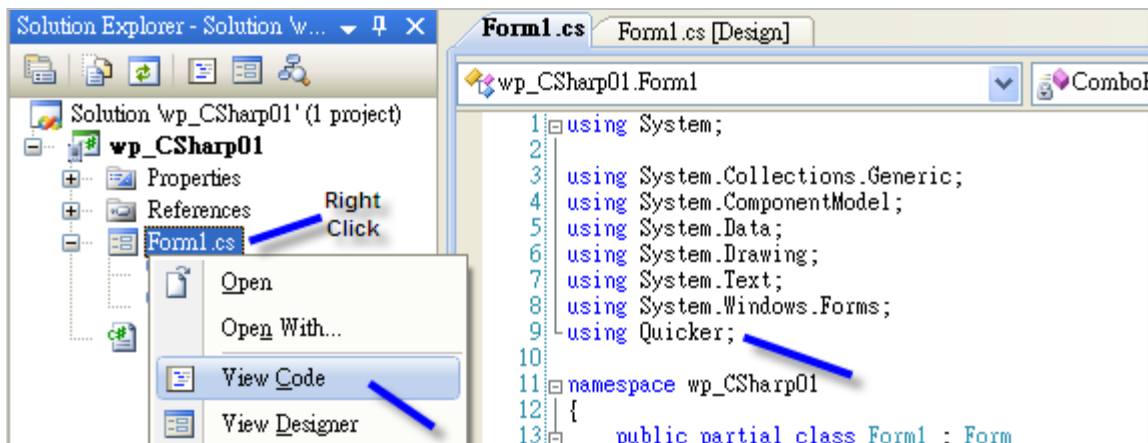 Solution Explorer - Solution 'w...
Solution 'wp_CSharp01' (1 project)
wp_CSharp01
Properties
References
Form1.cs
Right
Click
Open
Open With...
View Code
View Designer
Form1.cs
Form1.cs [Design]
wp_CSharp01.Form1
1 using System;
2
3 using System.Collections.Generic;
4 using System.ComponentModel;
5 using System.Data;
6 using System.Drawing;
7 using System.Text;
8 using System.Windows.Forms;
9 using Quicker;
10
11 namespace wp_CSharp01
12 {
13 public partial class Form1 : Form